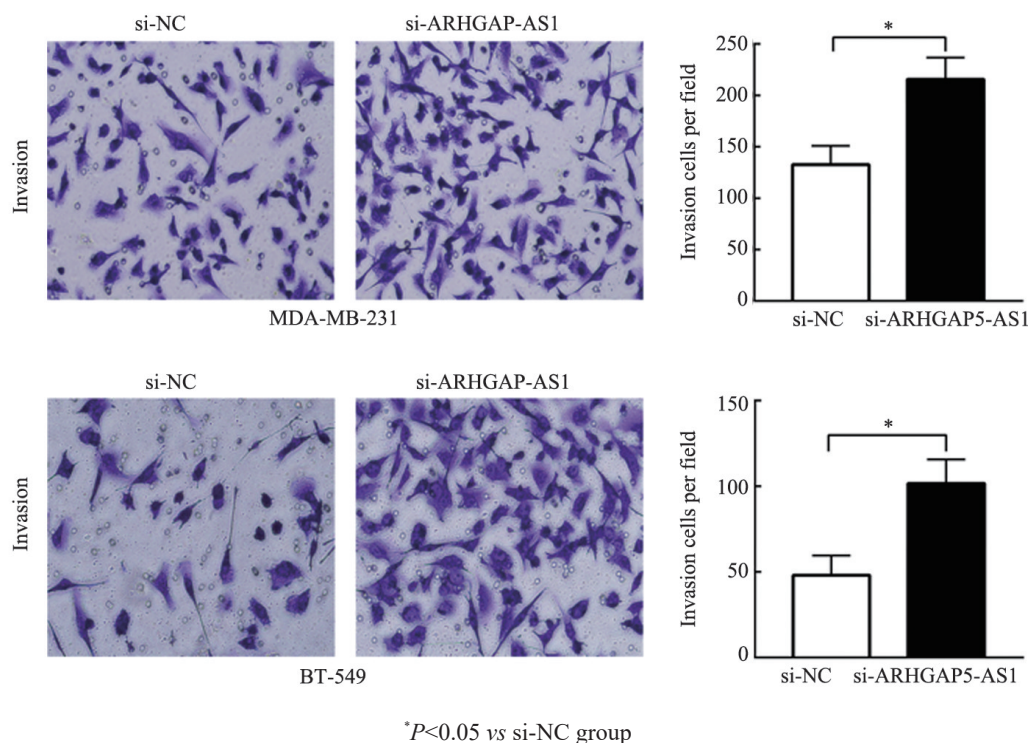 si-NC
si-ARHGAP-AS1
Invasion
MDA-MB-231
Invasion cells per field
250
200
150
100
50
0
*
si-NC
si-ARHGAP5-AS1
si-NC
si-ARHGAP-AS1
Invasion
BT-549
Invasion cells per field
150
100
50
0
*
si-NC
si-ARHGAP5-AS1
*P<0.05 vs si-NC group